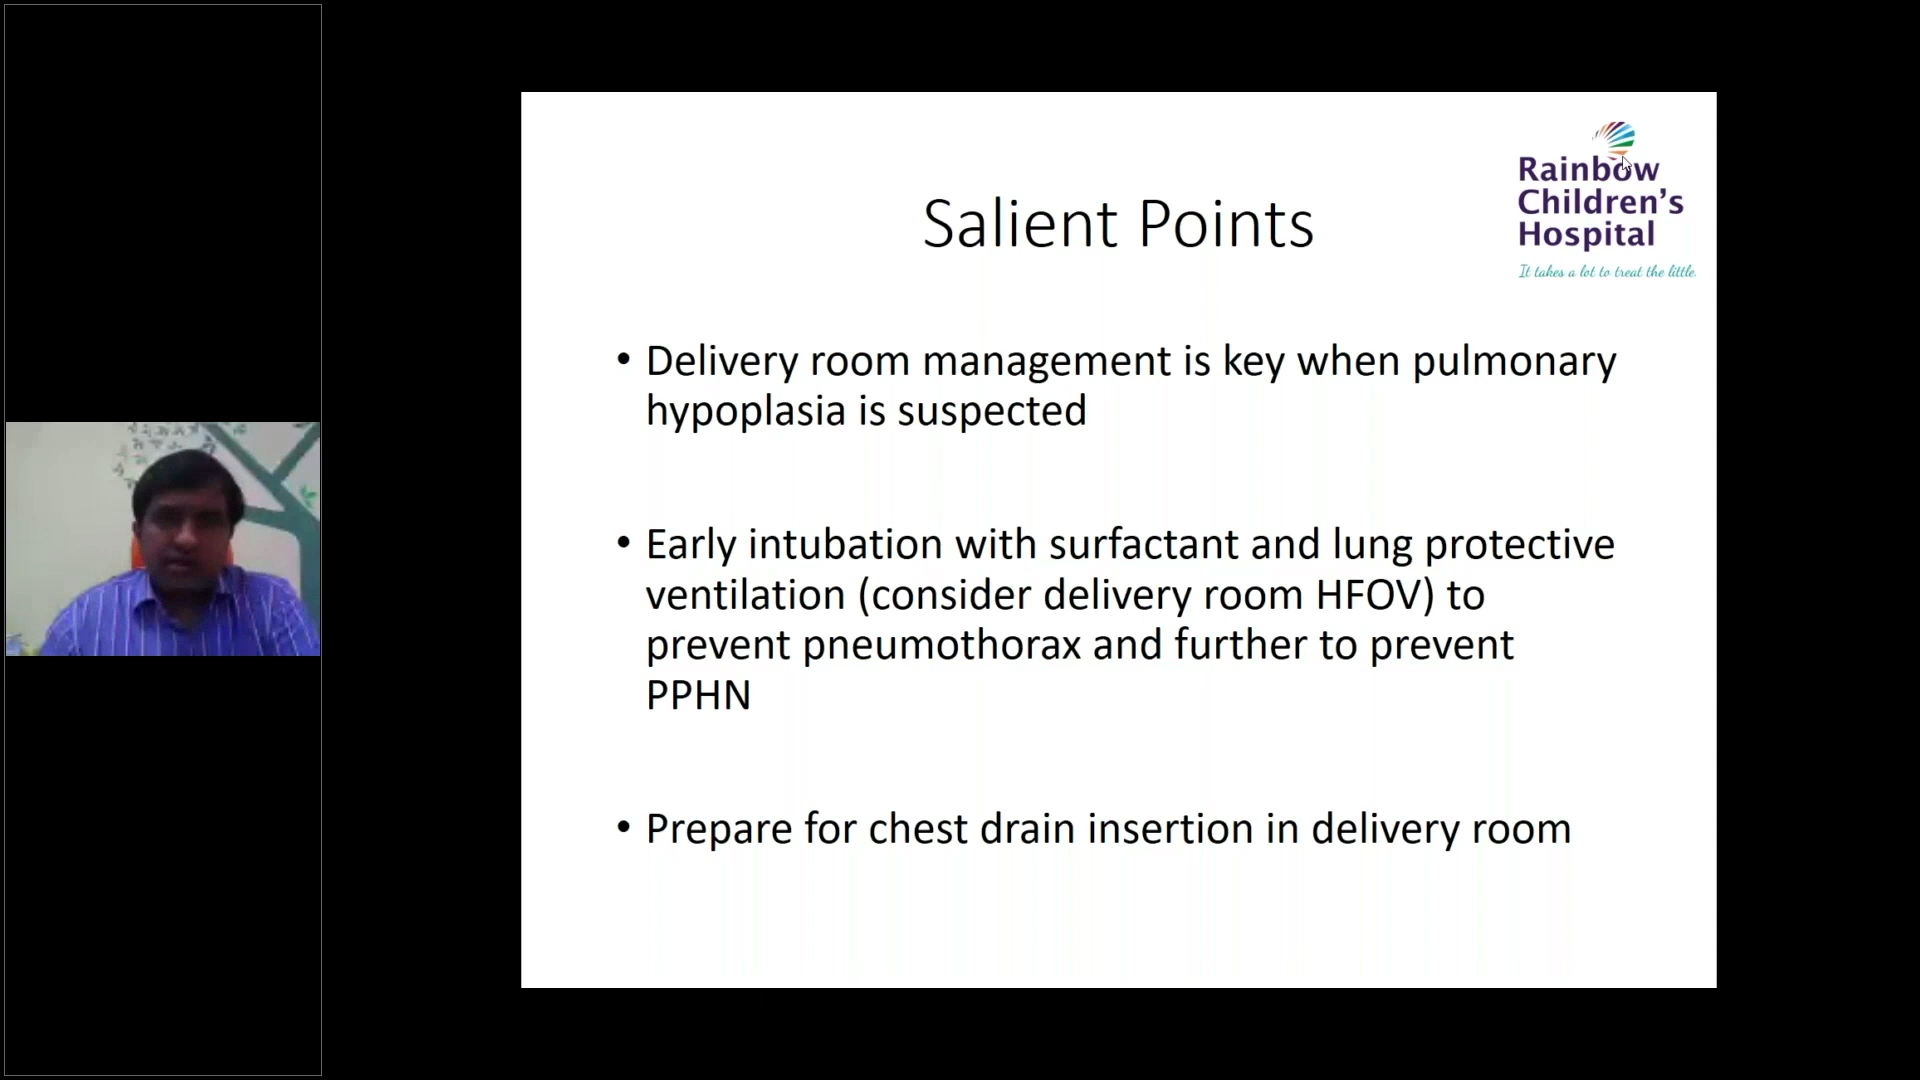 Salient Points
Rainbow
Children's
Hospital
It takes a lot to treat the little.
• Delivery room management is key when pulmonary
hypoplasia is suspected
• Early intubation with surfactant and lung protective
ventilation (consider delivery room HFOV) to
prevent pneumothorax and further to prevent
PPHN
• Prepare for chest drain insertion in delivery room